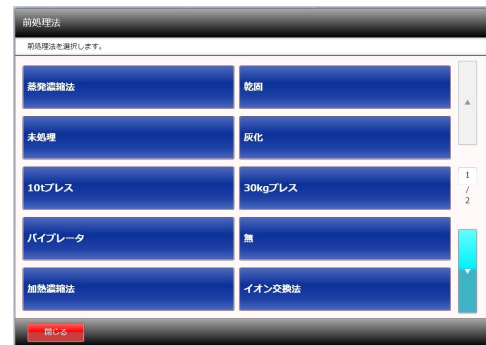 前処理法
前処理法を選択します。
蒸発濃縮法
乾固
未処理
灰化
10tプレス
30kgプレス
バイブレータ
無
加熱濃縮法
イオン交換法
1
/
2
閉じる